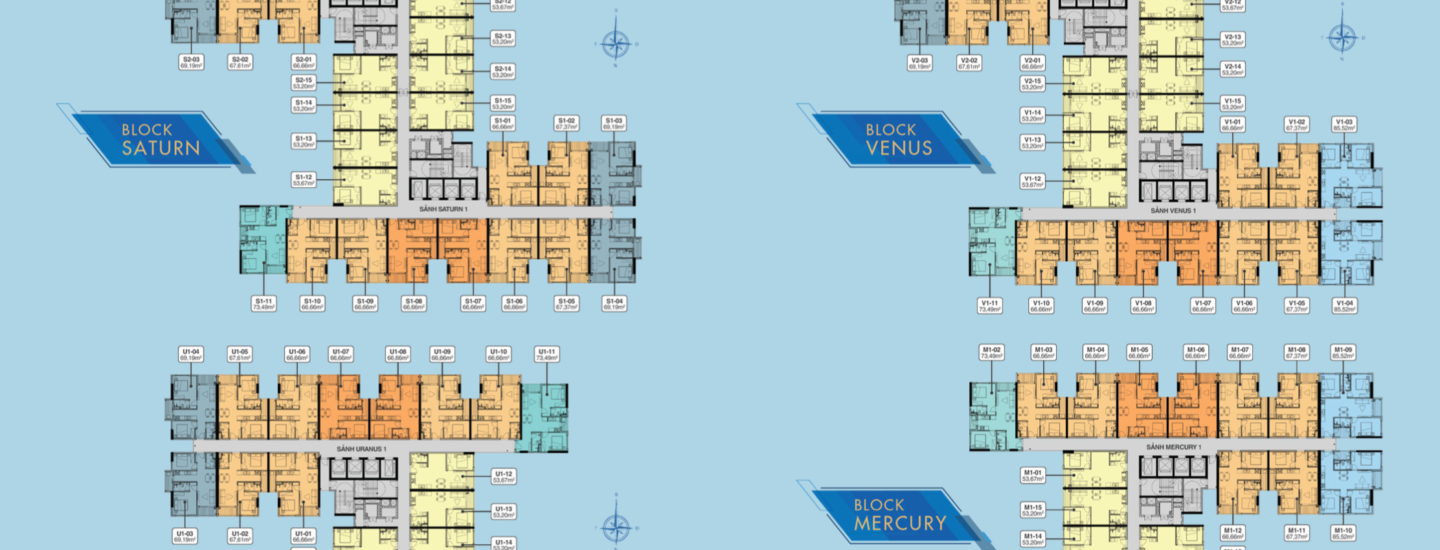 S2-12
53,67m²
S2-13
53,20m²
S2-14
53,20m²
S2-03
69,19m²
S2-02
67,61m²
S2-01
66,66m²
S2-15
53,20m²
S1-14
53,20m²
S1-13
53,20m²
S1-12
53,67m²
S1-15
53,20m²
S1-01
66,66m²
S1-02
67,37m²
S1-03
69,19m²
BLOCK
SATURN
SẢNH SATURN 1
S1-11
73,49m²
S1-10
66,66m²
S1-09
66,66m²
S1-08
66,66m²
S1-07
66,66m²
S1-06
66,66m²
S1-05
67,37m²
S1-04
69,19m²
V2-12
53,67m²
V2-13
53,20m²
V2-14
53,20m²
V2-03
69,19m²
V2-02
67,61m²
V2-01
66,66m²
V2-15
53,20m²
V1-14
53,20m²
V1-13
53,20m²
V1-12
53,67m²
V1-15
53,20m²
V1-01
66,66m²
V1-02
67,37m²
V1-03
85,52m²
BLOCK
VENUS
SẢNH VENUS 1
V1-11
73,49m²
V1-10
66,66m²
V1-09
66,66m²
V1-08
66,66m²
V1-07
66,66m²
V1-06
66,66m²
V1-05
67,37m²
V1-04
85,52m²
U1-04
69,19m²
U1-05
67,61m²
U1-06
66,66m²
U1-07
66,66m²
U1-08
66,66m²
U1-09
66,66m²
U1-10
66,66m²
U1-11
73,49m²
SẢNH URANUS 1
U1-12
53,67m²
U1-13
53,20m²
U1-14
53,20m²
U1-03
69,19m²
U1-02
67,61m²
U1-01
66,66m²
M1-02
73,49m²
M1-03
66,66m²
M1-04
66,66m²
M1-05
66,66m²
M1-06
66,66m²
M1-07
66,66m²
M1-08
67,37m²
M1-09
85,52m²
SẢNH MERCURY 1
M1-01
53,67m²
M1-15
53,20m²
M1-14
53,20m²
BLOCK
MERCURY
M1-12
66,66m²
M1-11
67,37m²
M1-10
85,52m²